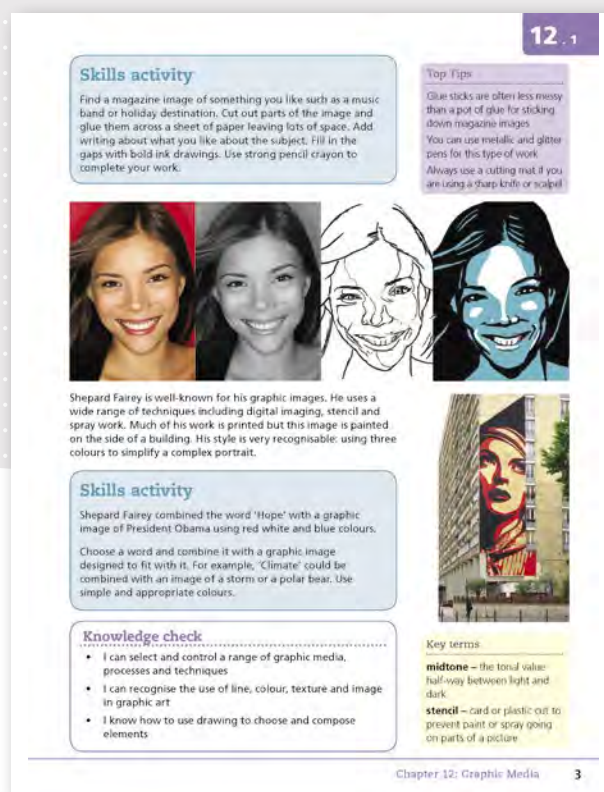 12.1
Skills activity
Find a magazine image of something you like such as a music
band or holiday destination. Cut out parts of the image and
glue them across a sheet of paper leaving lots of space. Add
writing about what you like about the subject. Fill in the
gaps with bold ink drawings. Use strong pencil crayon to
complete your work.
Top Tips
Glue sticks are often less messy
than a pot of glue for sticking
down magazine images
You can use metallic and glitter
pens for this type of work
Always use a cutting mat if you
are using a sharp knife or scalpel
Shepard Fairey is well-known for his graphic images. He uses a
wide range of techniques including digital imaging, stencil and
spray work. Much of his work is printed but this image is painted
on the side of a building. His style is very recognisable: using three
colours to simplify a complex portrait.
Skills activity
Shepard Fairey combined the word 'Hope' with a graphic
image of President Obama using red white and blue colours.
Choose a word and combine it with a graphic image
designed to fit with it. For example, 'Climate' could be
combined with an image of a storm or a polar bear. Use
simple and appropriate colours.
Knowledge check
• I can select and control a range of graphic media,
processes and techniques
• I can recognise the use of line, colour, texture and image
in graphic art
• I know how to use drawing to choose and compose
elements
Key terms
midtone – the tonal value
half-way between light and
dark
stencil – card or plastic cut to
prevent paint or spray going
on parts of a picture
Chapter 12: Graphic Media 3